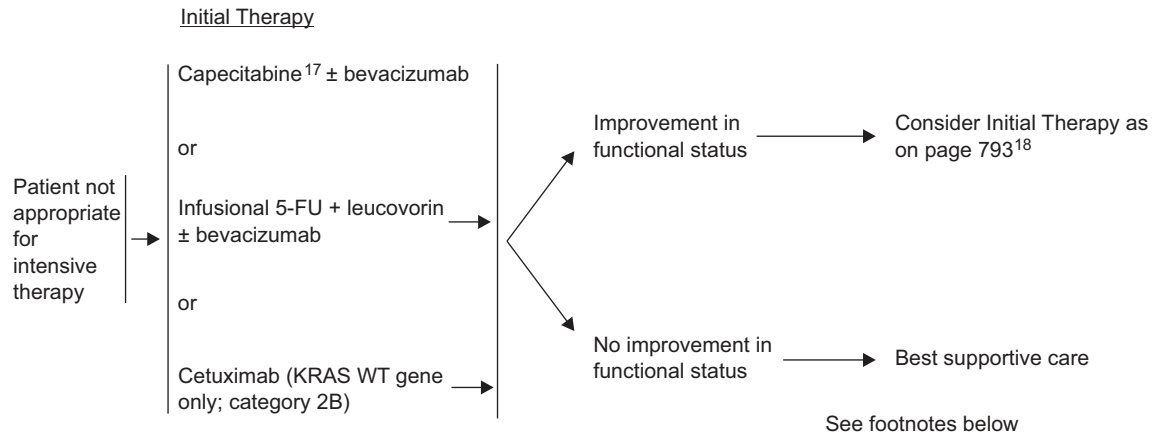 Initial Therapy
Patient not
appropriate
for
intensive
therapy
Capecitabine17 ± bevacizumab
or
Infusional 5-FU + leucovorin
± bevacizumab
or
Cetuximab (KRAS WT gene
only; category 2B)
Improvement in
functional status
Consider Initial Therapy as
on page 79318
No improvement in
functional status
Best supportive care
See footnotes below